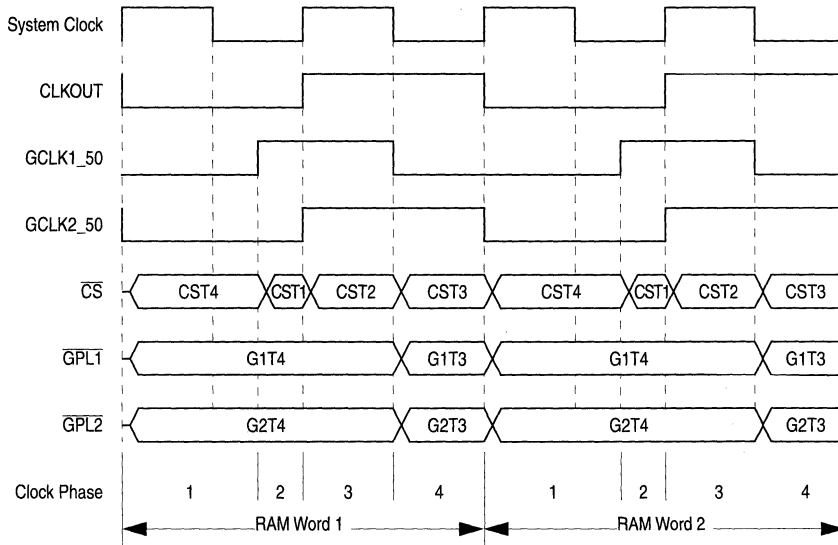 System Clock
CLKOUT
GCLK1_50
GCLK2_50
CS CST4 CST1 CST2 CST3 CST4 CST1 CST2 CST3
GPL1 G1T4 G1T3 G1T4 G1T3
GPL2 G2T4 G2T3 G2T4 G2T3
Clock Phase 1 2 3 4 1 2 3 4
RAM Word 1 RAM Word 2